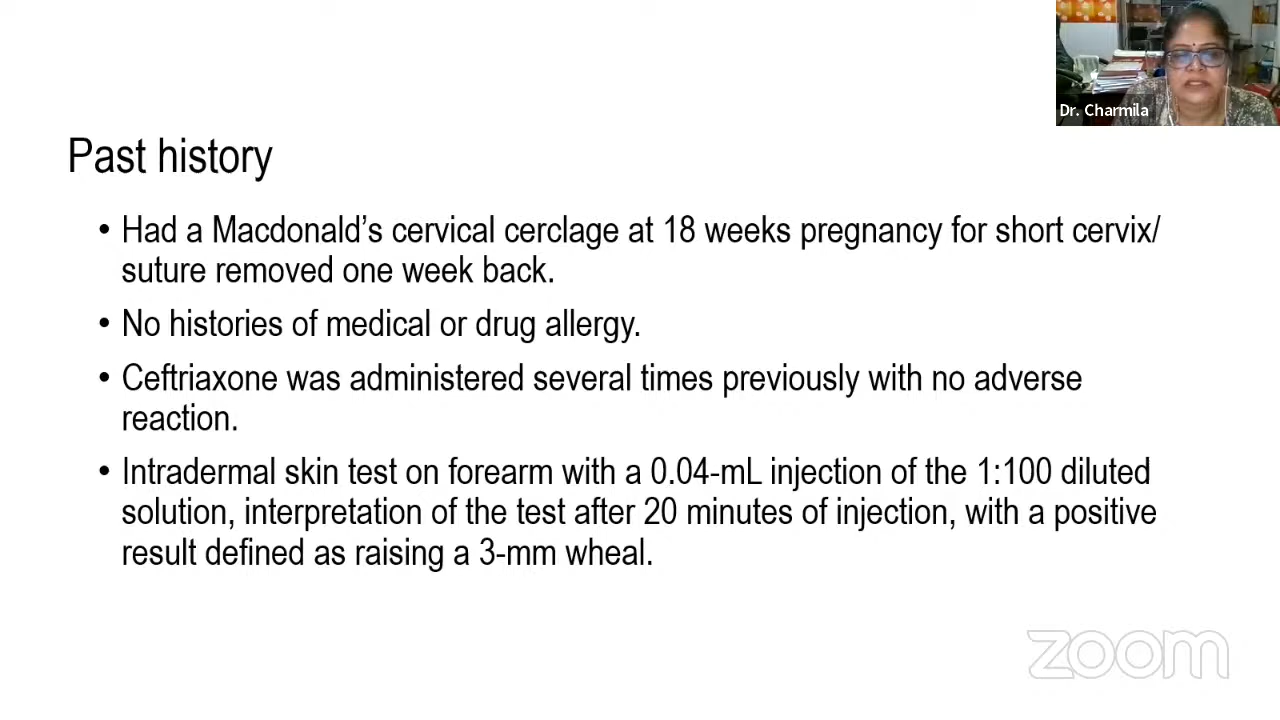 Dr. Charmila
Past history
• Had a Macdonald’s cervical cerclage at 18 weeks pregnancy for short cervix/
suture removed one week back.
• No histories of medical or drug allergy.
• Ceftriaxone was administered several times previously with no adverse
reaction.
• Intradermal skin test on forearm with a 0.04-mL injection of the 1:100 diluted
solution, interpretation of the test after 20 minutes of injection, with a positive
result defined as raising a 3-mm wheal.
zoom